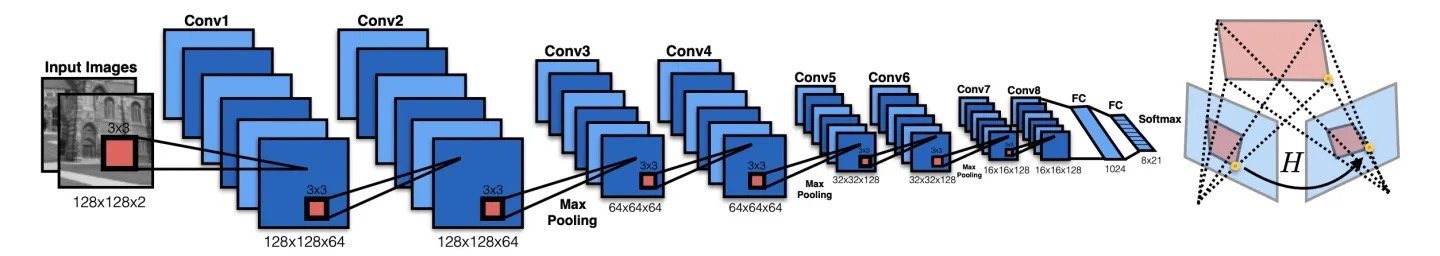 Input Images
3x3
128x128x2
Conv1
3x3
128x128x64
Conv2
3x3
128x128x64
Max
Pooling
Conv3
3x3
64x64x64
Conv4
3x3
64x64x64
Max
Pooling
Conv5
3x3
32x32x128
Conv6
3x3
32x32x128
Max
Pooling
Conv7
3x3
16x16x128
Conv8
16x16x128
FC
1024
FC
Softmax
8x21
H